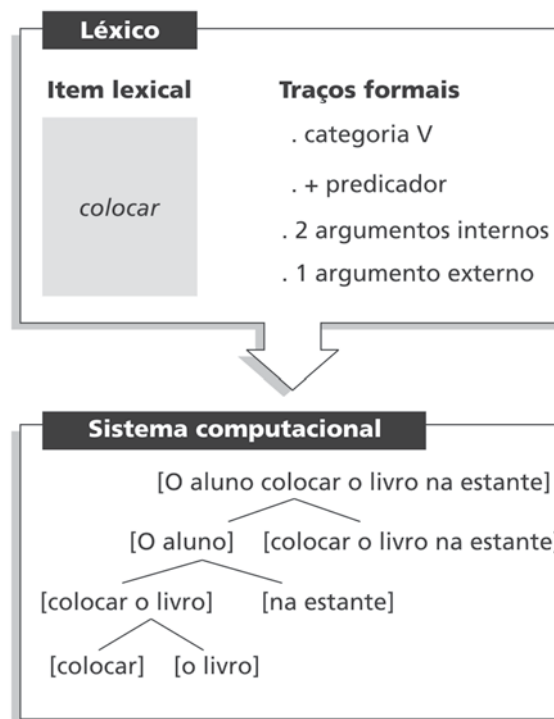 Léxico
Item lexical Traços formais
. categoria V
. + predicador
colocar
. 2 argumentos internos
. 1 argumento externo
Sistema computacional
[O aluno colocar o livro na estante]
[O aluno] [colocar o livro na estante]
[colocar o livro] [na estante]
[colocar] [o livro]